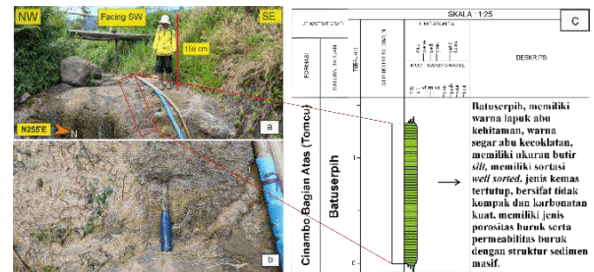 NW
Facing SW
SE
156 cm
N255°E
a
b
SKALA : 1:25
C
FORMASI
DESKRIPSI
Cinambo Bagian Atas (Tomcu)
Batuserpih
1
0
Batuserpih, memiliki
warna lapuk abu
kehitaman, warna
segar abu kecoklatan,
memiliki ukuran butir
silt, memiliki sortasi
well sorted, jenis kemas
tertutup, bersifat tidak
kompak dan karbonatan
kuat, memiliki jenis
porositas buruk serta
permeabilitas buruk
dengan struktur sedimen
masif.